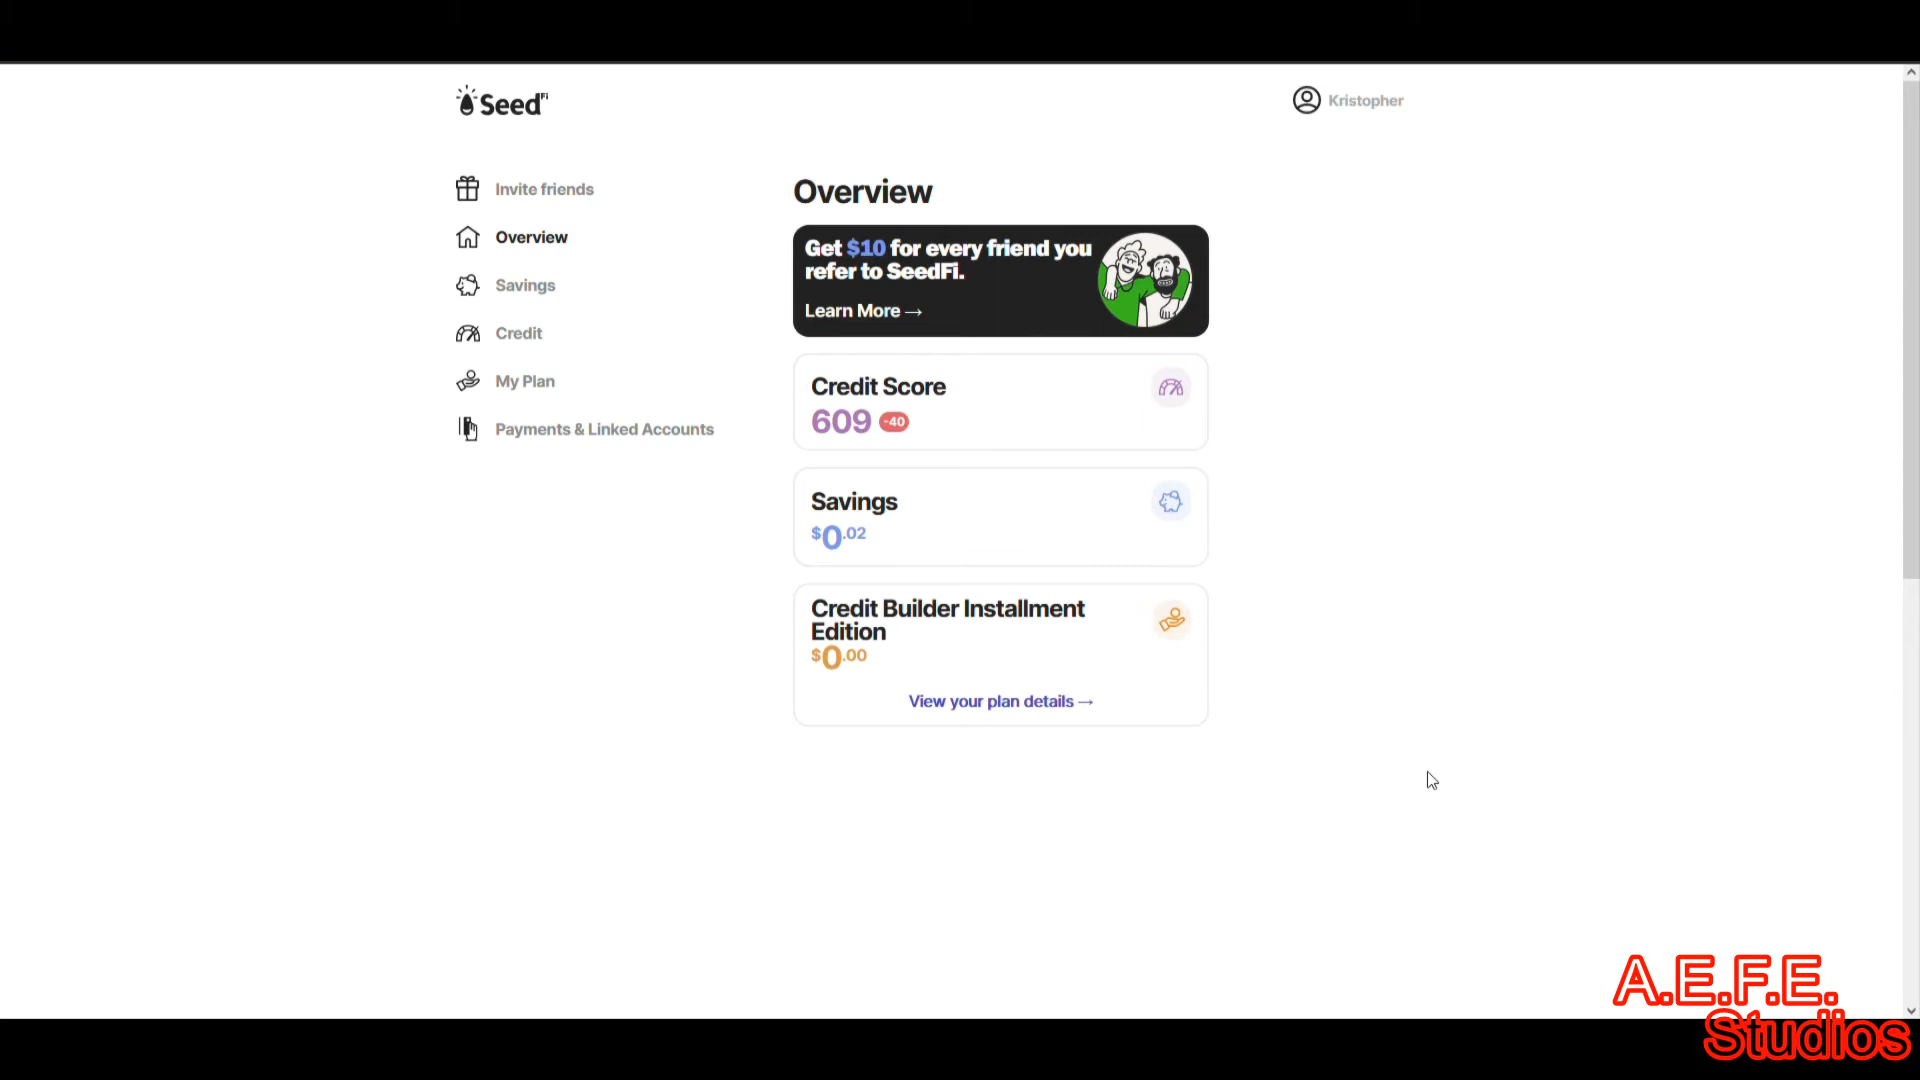 SeedFi
Kristopher
Invite friends
Overview
Savings
Credit
My Plan
Payments & Linked Accounts
Overview
Get $10 for every friend you
refer to SeedFi.
Learn More →
Credit Score
609 -40
Savings
$0.02
Credit Builder Installment
Edition
$0.00
View your plan details →
A.E.F.E.
Studios